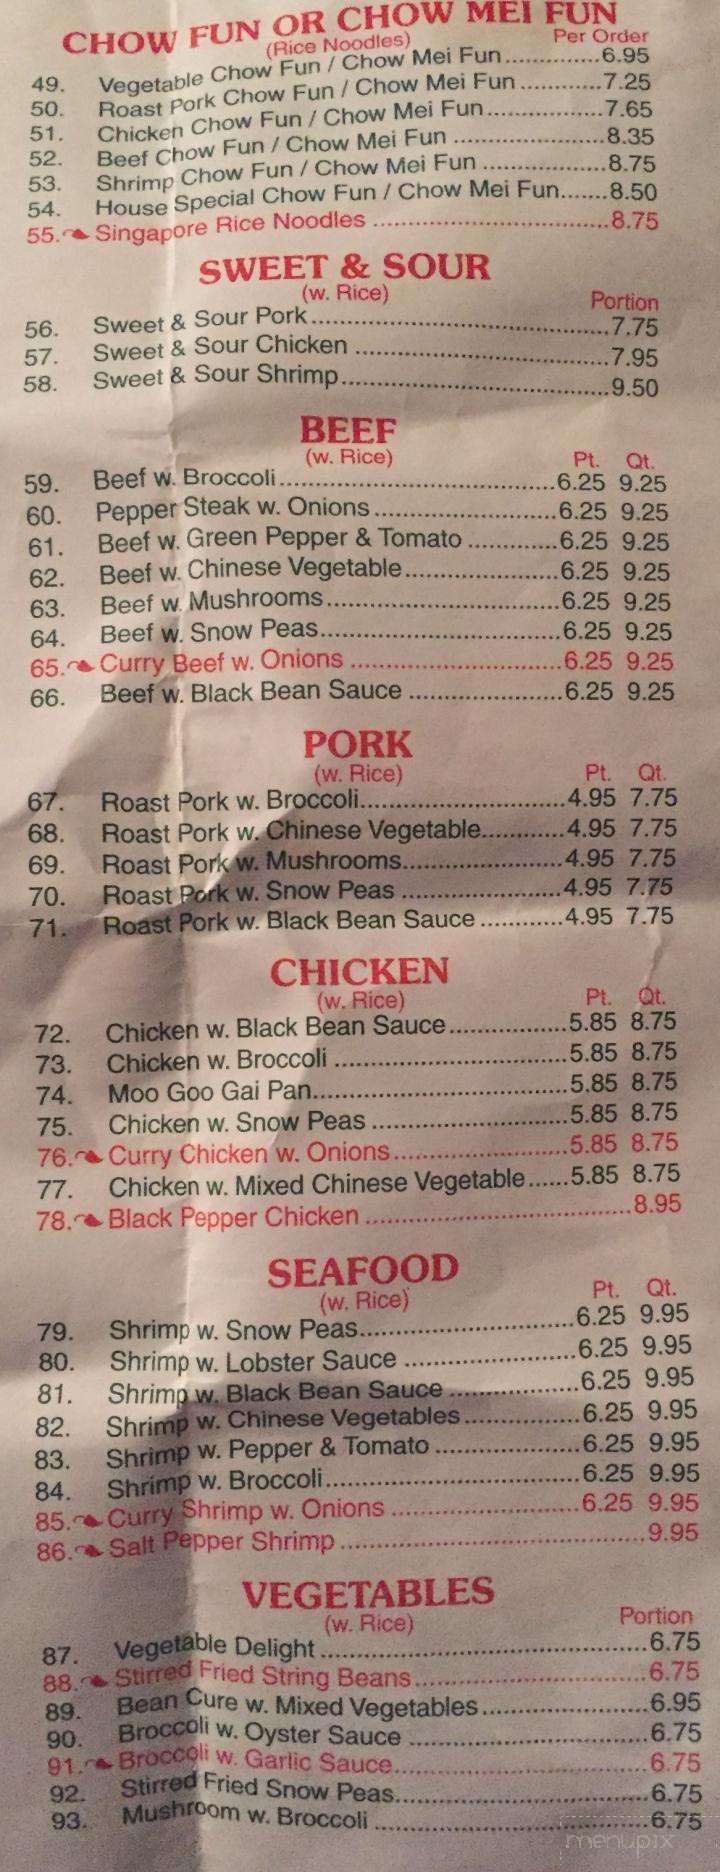 CHOW FUN OR CHOW MEI FUN
(Rice Noodles) Per Order
49. Vegetable Chow Fun / Chow Mei Fun..............6.95
50. Roast Pork Chow Fun / Chow Mei Fun............7.25
51. Chicken Chow Fun / Chow Mei Fun.................7.65
52. Beef Chow Fun / Chow Mei Fun .......................8.35
53. Shrimp Chow Fun / Chow Mei Fun ..................8.75
54. House Special Chow Fun / Chow Mei Fun.......8.50
55. Singapore Rice Noodles ...................................8.75
SWEET & SOUR
(w. Rice) Portion
56. Sweet & Sour Pork............................................7.75
57. Sweet & Sour Chicken .....................................7.95
58. Sweet & Sour Shrimp.......................................9.50
BEEF
(w. Rice) Pt. Qt.
59. Beef w. Broccoli.........................................6.25 9.25
60. Pepper Steak w. Onions...........................6.25 9.25
61. Beef w. Green Pepper & Tomato .............6.25 9.25
62. Beef w. Chinese Vegetable.......................6.25 9.25
63. Beef w. Mushrooms...................................6.25 9.25
64. Beef w. Snow Peas....................................6.25 9.25
65. Curry Beef w. Onions ................................6.25 9.25
66. Beef w. Black Bean Sauce .......................6.25 9.25
PORK
(w. Rice) Pt. Qt.
67. Roast Pork w. Broccoli..............................4.95 7.75
68. Roast Pork w. Chinese Vegetable............4.95 7.75
69. Roast Pork w. Mushrooms........................4.95 7.75
70. Roast Pork w. Snow Peas ........................4.95 7.75
71. Roast Pork w. Black Bean Sauce ............4.95 7.75
CHICKEN
(w. Rice) Pt. Qt.
72. Chicken w. Black Bean Sauce.................5.85 8.75
73. Chicken w. Broccoli ..................................5.85 8.75
74. Moo Goo Gai Pan.....................................5.85 8.75
75. Chicken w. Snow Peas .............................5.85 8.75
76. Curry Chicken w. Onions..........................5.85 8.75
77. Chicken w. Mixed Chinese Vegetable......5.85 8.75
78. Black Pepper Chicken .......................................8.95
SEAFOOD
(w. Rice) Pt. Qt.
79. Shrimp w. Snow Peas................................6.25 9.95
80. Shrimp w. Lobster Sauce .........................6.25 9.95
81. Shrimp w. Black Bean Sauce ...................6.25 9.95
82. Shrimp w. Chinese Vegetables.................6.25 9.95
83. Shrimp w. Pepper & Tomato .....................6.25 9.95
84. Shrimp w. Broccoli.....................................6.25 9.95
85. Curry Shrimp w. Onions ............................6.25 9.95
86. Salt Pepper Shrimp .............................................9.95
VEGETABLES
(w. Rice) Portion
87. Vegetable Delight ................................................6.75
88. Stirred Fried String Beans..................................6.75
89. Bean Cure w. Mixed Vegetables........................6.95
90. Broccoli w. Oyster Sauce ...................................6.75
91. Broccoli w. Garlic Sauce.....................................6.75
92. Stirred Fried Snow Peas.....................................6.75
93. Mushroom w. Broccoli ........................................6.75
menupix